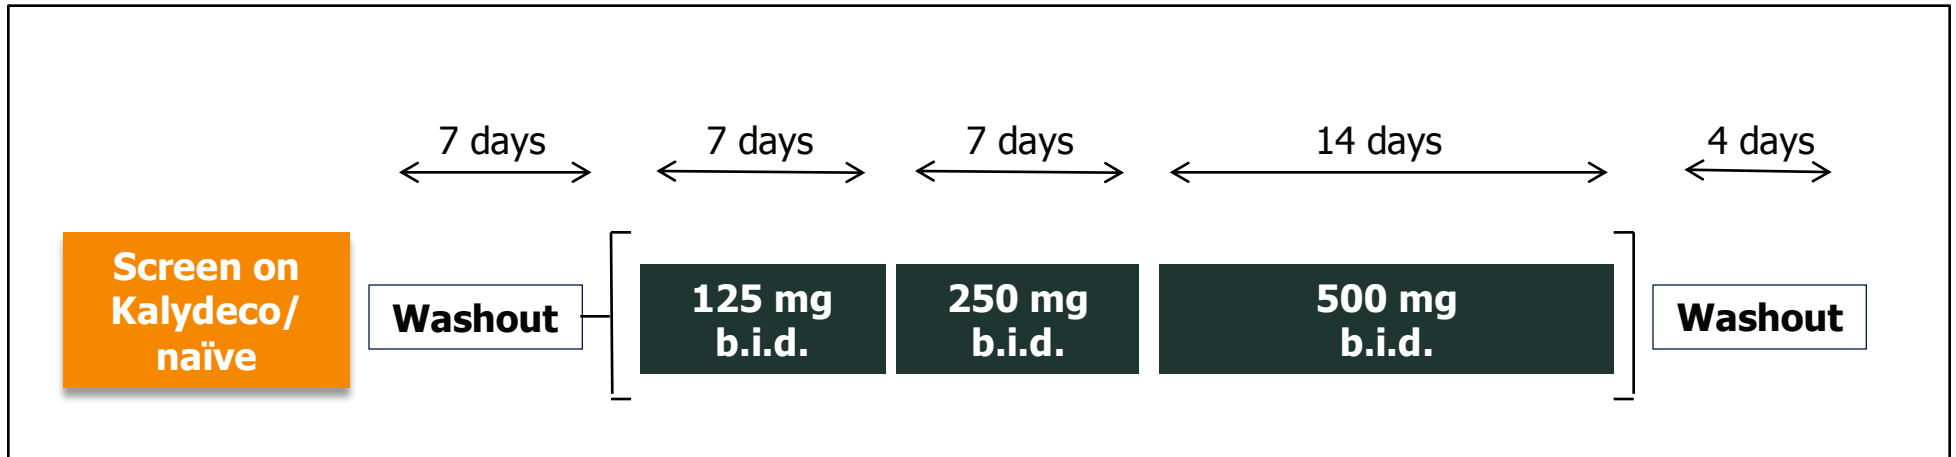 7 days
7 days
7 days
14 days
4 days
Screen on
Kalydeco/
naïve
Washout
125 mg
b.i.d.
250 mg
b.i.d.
500 mg
b.i.d.
Washout